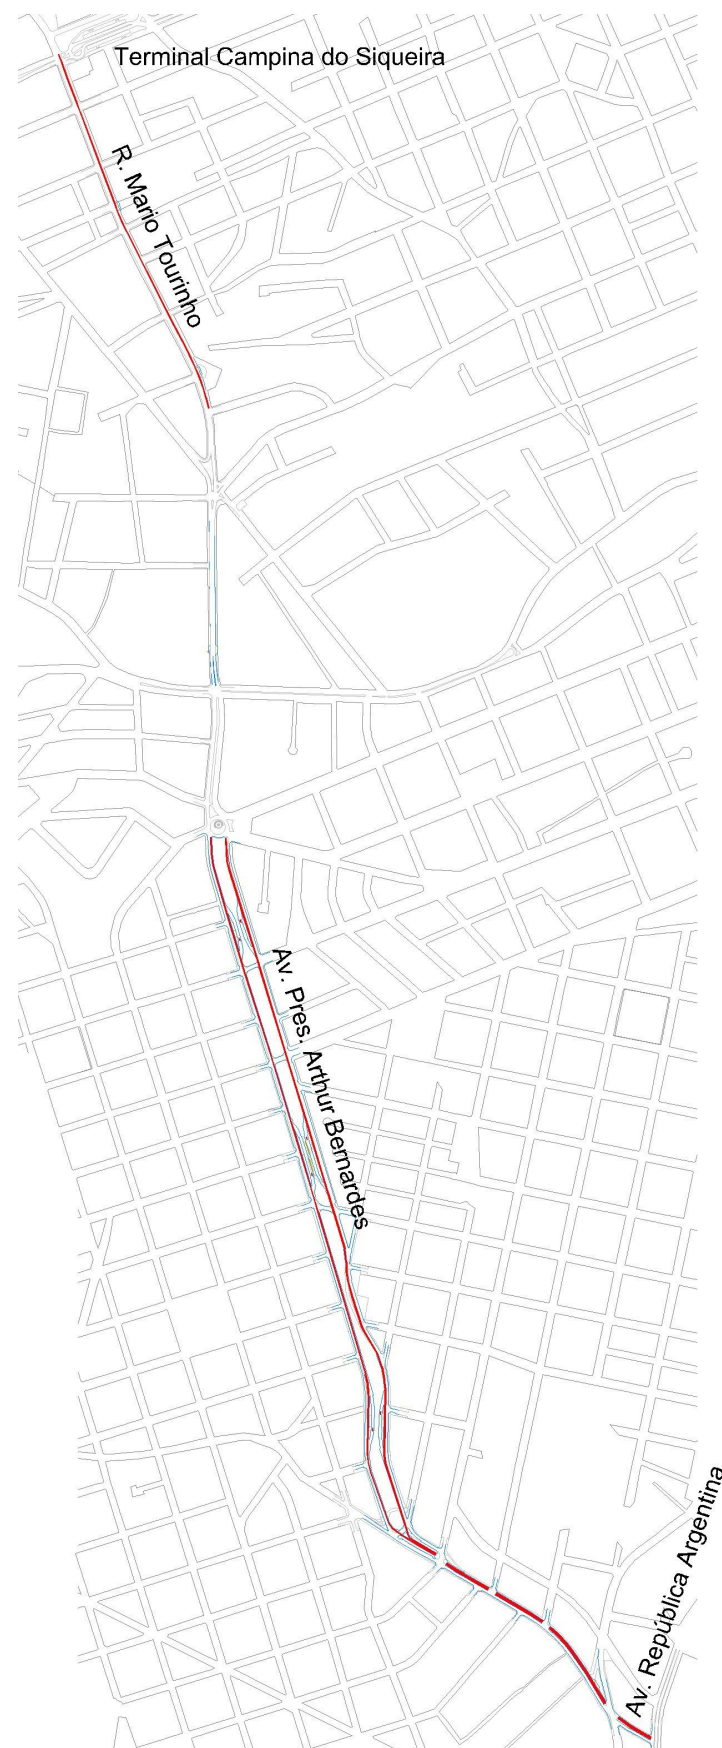 Terminal Campina do Siqueira
R. Mario Tourinho
Av. Pres. Arthur Bernardes
Av. República Argentina